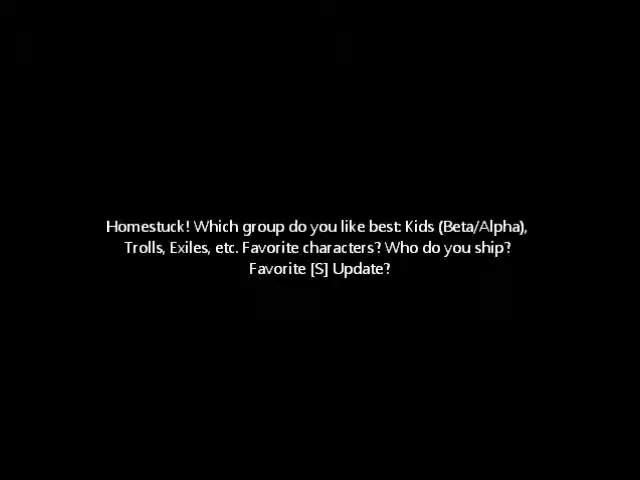 Homestuck! Which group do you like best: Kids (Beta/Alpha),
Trolls, Exiles, etc. Favorite characters? Who do you ship?
Favorite [S] Update?